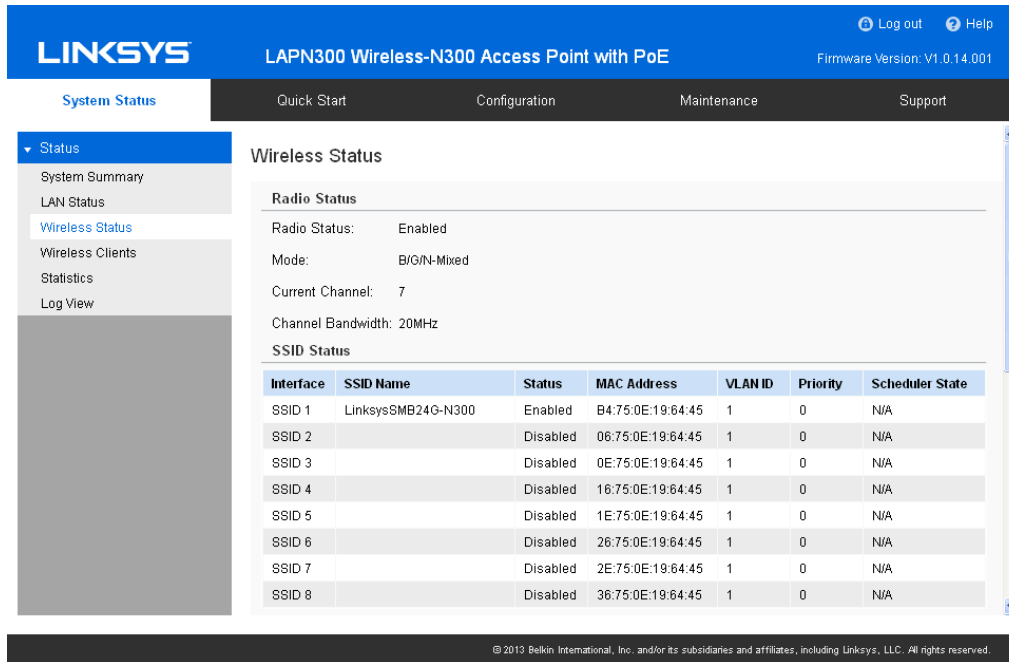 Log out Help
LINKSYS LAPN300 Wireless-N300 Access Point with PoE Firmware Version: V1.0.14.001
System Status Quick Start Configuration Maintenance Support
Status
System Summary
LAN Status
Wireless Status
Wireless Clients
Statistics
Log View
Wireless Status
Radio Status
Radio Status: Enabled
Mode: B/G/N-Mixed
Current Channel: 7
Channel Bandwidth: 20MHz
SSID Status
Interface SSID Name Status MAC Address VLAN ID Priority Scheduler State
SSID 1 LinksysSMB24G-N300 Enabled B4:75:0E:19:64:45 1 0 N/A
SSID 2 Disabled 06:75:0E:19:64:45 1 0 N/A
SSID 3 Disabled 0E:75:0E:19:64:45 1 0 N/A
SSID 4 Disabled 16:75:0E:19:64:45 1 0 N/A
SSID 5 Disabled 1E:75:0E:19:64:45 1 0 N/A
SSID 6 Disabled 26:75:0E:19:64:45 1 0 N/A
SSID 7 Disabled 2E:75:0E:19:64:45 1 0 N/A
SSID 8 Disabled 36:75:0E:19:64:45 1 0 N/A
© 2013 Belkin International, Inc. and/or its subsidiaries and affiliates, including Linksys, LLC. All rights reserved.